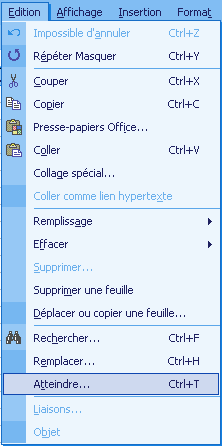 Edition Affichage Insertion Format
Impossible d'annuler Ctrl+Z
Répéter Masquer Ctrl+Y
Couper Ctrl+X
Copier Ctrl+C
Presse-papiers Office...
Coller Ctrl+V
Collage spécial...
Coller comme lien hypertexte
Remplissage
Effacer
Supprimer...
Supprimer une feuille
Déplacer ou copier une feuille...
Rechercher... Ctrl+F
Remplacer... Ctrl+H
Atteindre... Ctrl+T
Liaisons...
Objet